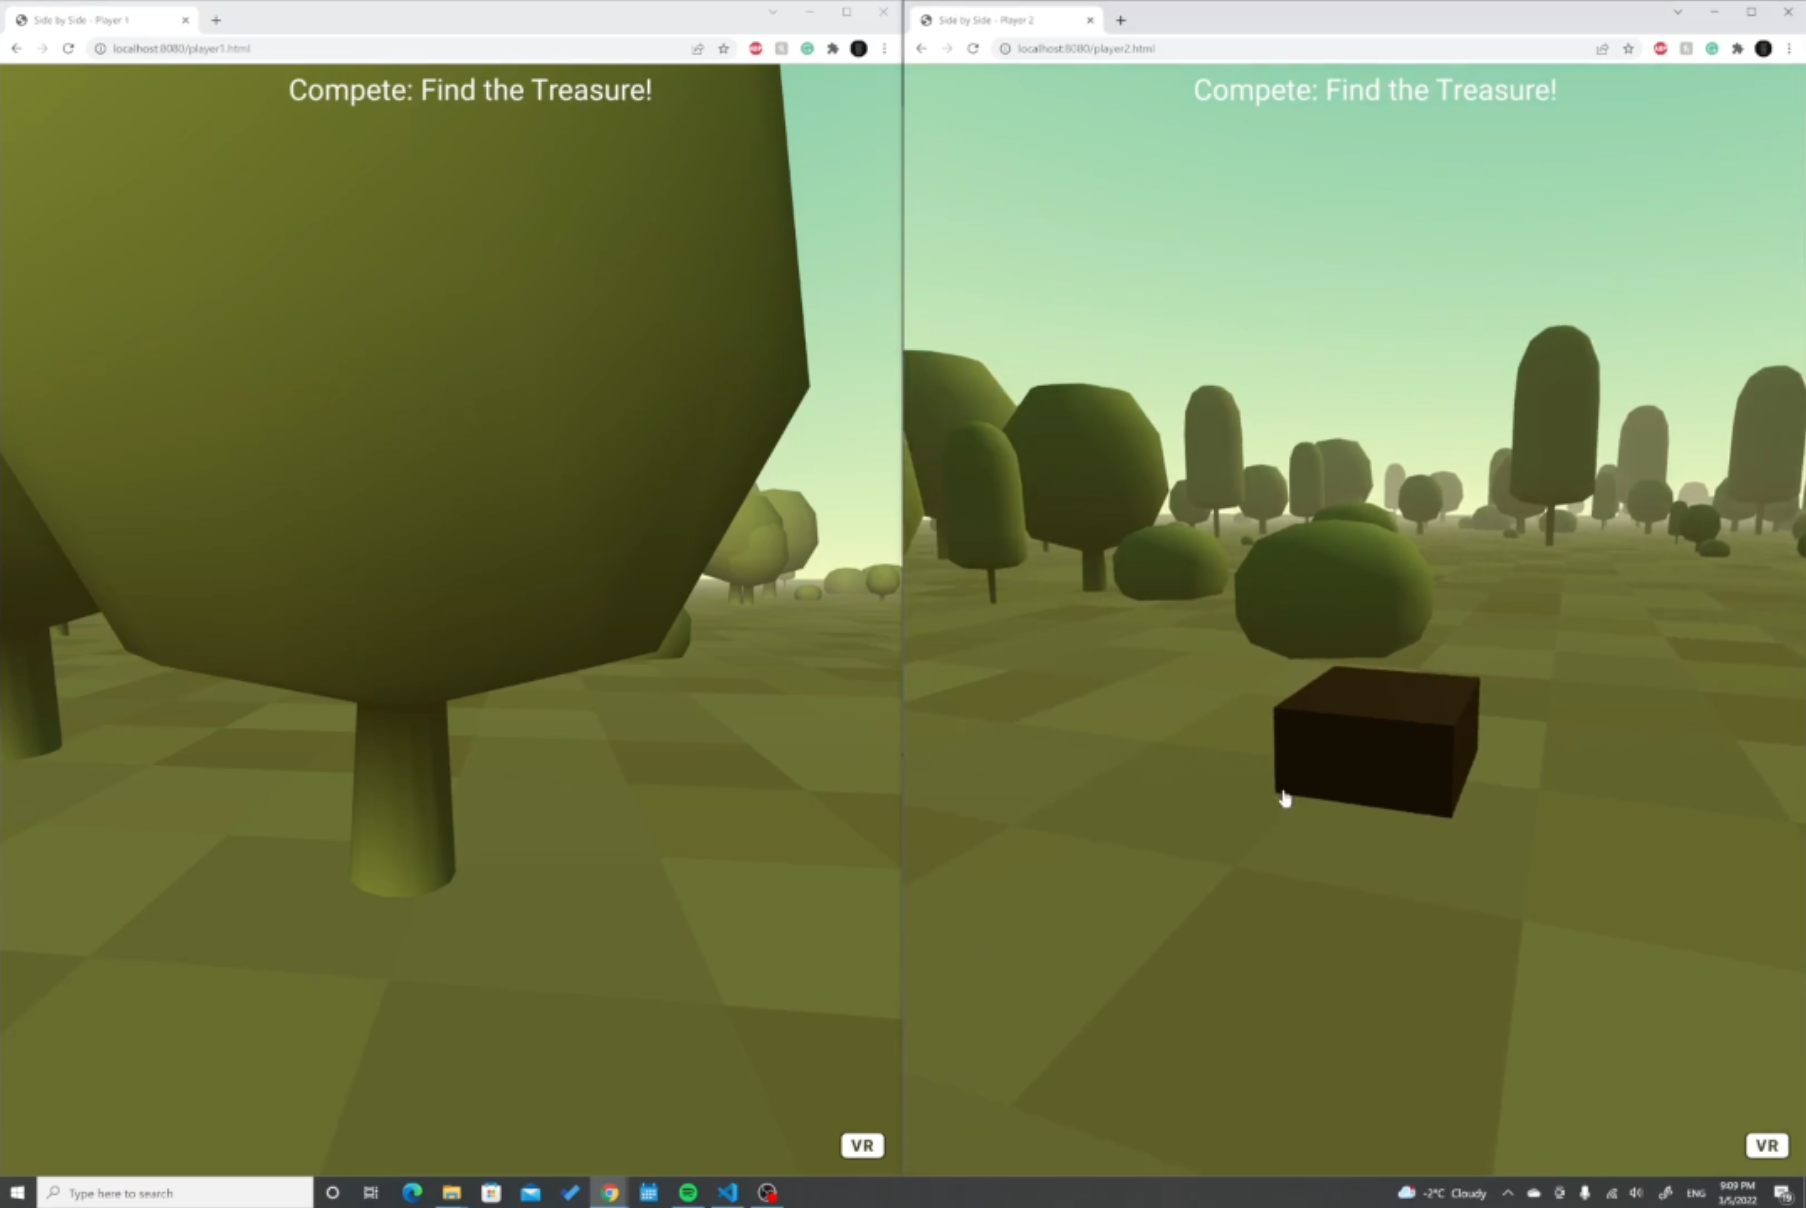 Side by Side - Player 1
Side by Side - Player 2
localhost:8080/player1.html
localhost:8080/player2.html
Compete: Find the Treasure!
Compete: Find the Treasure!
VR
VR
Type here to search
-2°C Cloudy
ENG
9:09 PM
3/5/2022
19